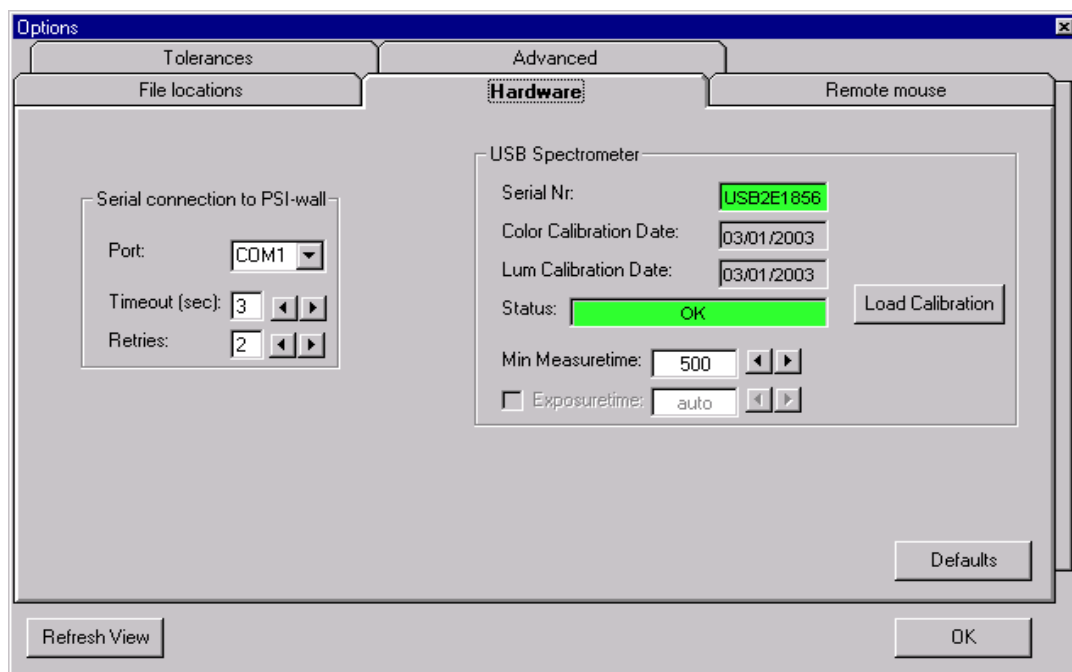 Options
Tolerances
Advanced
File locations
Hardware
Remote mouse
Serial connection to PSI-wall
Port:
COM1
Timeout (sec):
3
Retries:
2
USB Spectrometer
Serial Nr:
USB2E1856
Color Calibration Date:
03/01/2003
Lum Calibration Date:
03/01/2003
Status:
OK
Load Calibration
Min Measuretime:
500
Exposuretime:
auto
Defaults
Refresh View
OK